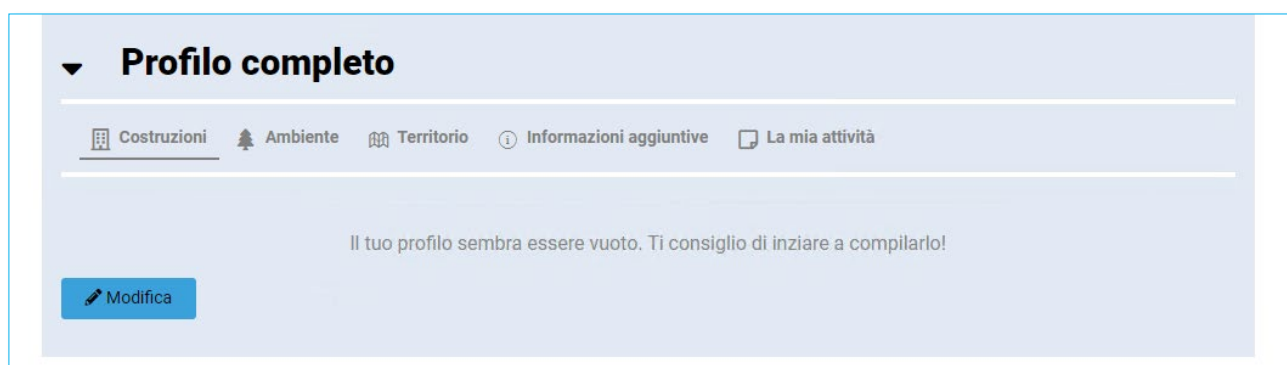 Profilo completo
Costruzioni Ambiente Territorio Informazioni aggiuntive La mia attività
Il tuo profilo sembra essere vuoto. Ti consiglio di inziare a compilarlo!
Modifica